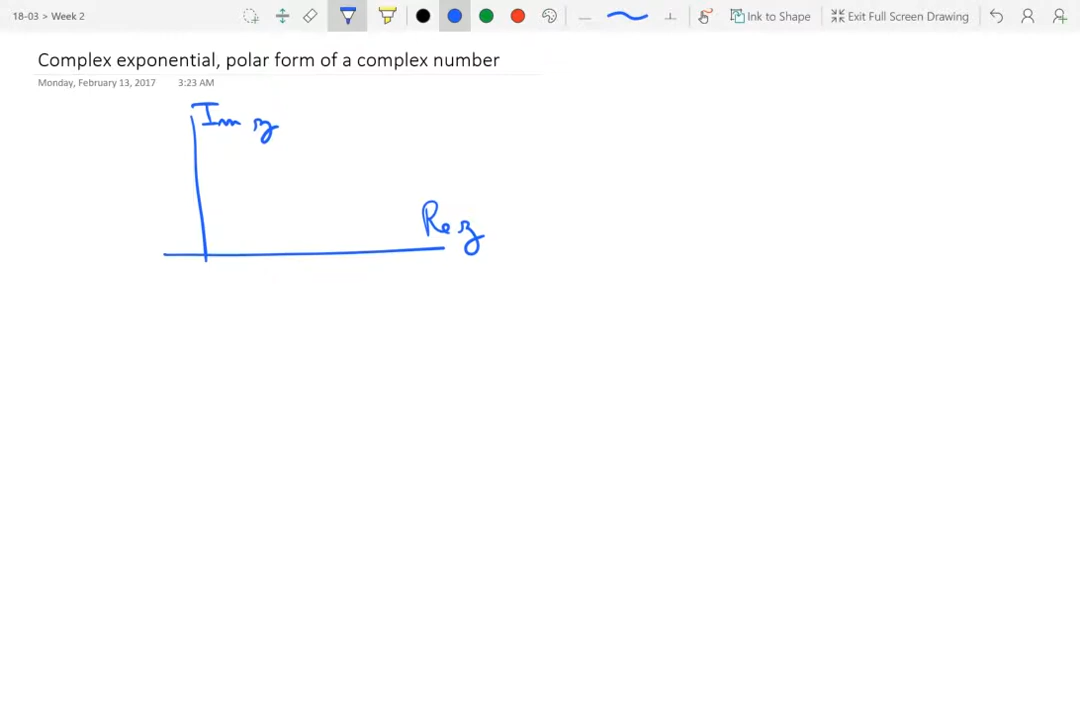 18-03 > Week 2
Ink to Shape
Exit Full Screen Drawing
Complex exponential, polar form of a complex number
Monday, February 13, 2017 3:23 AM
Im z
Re z